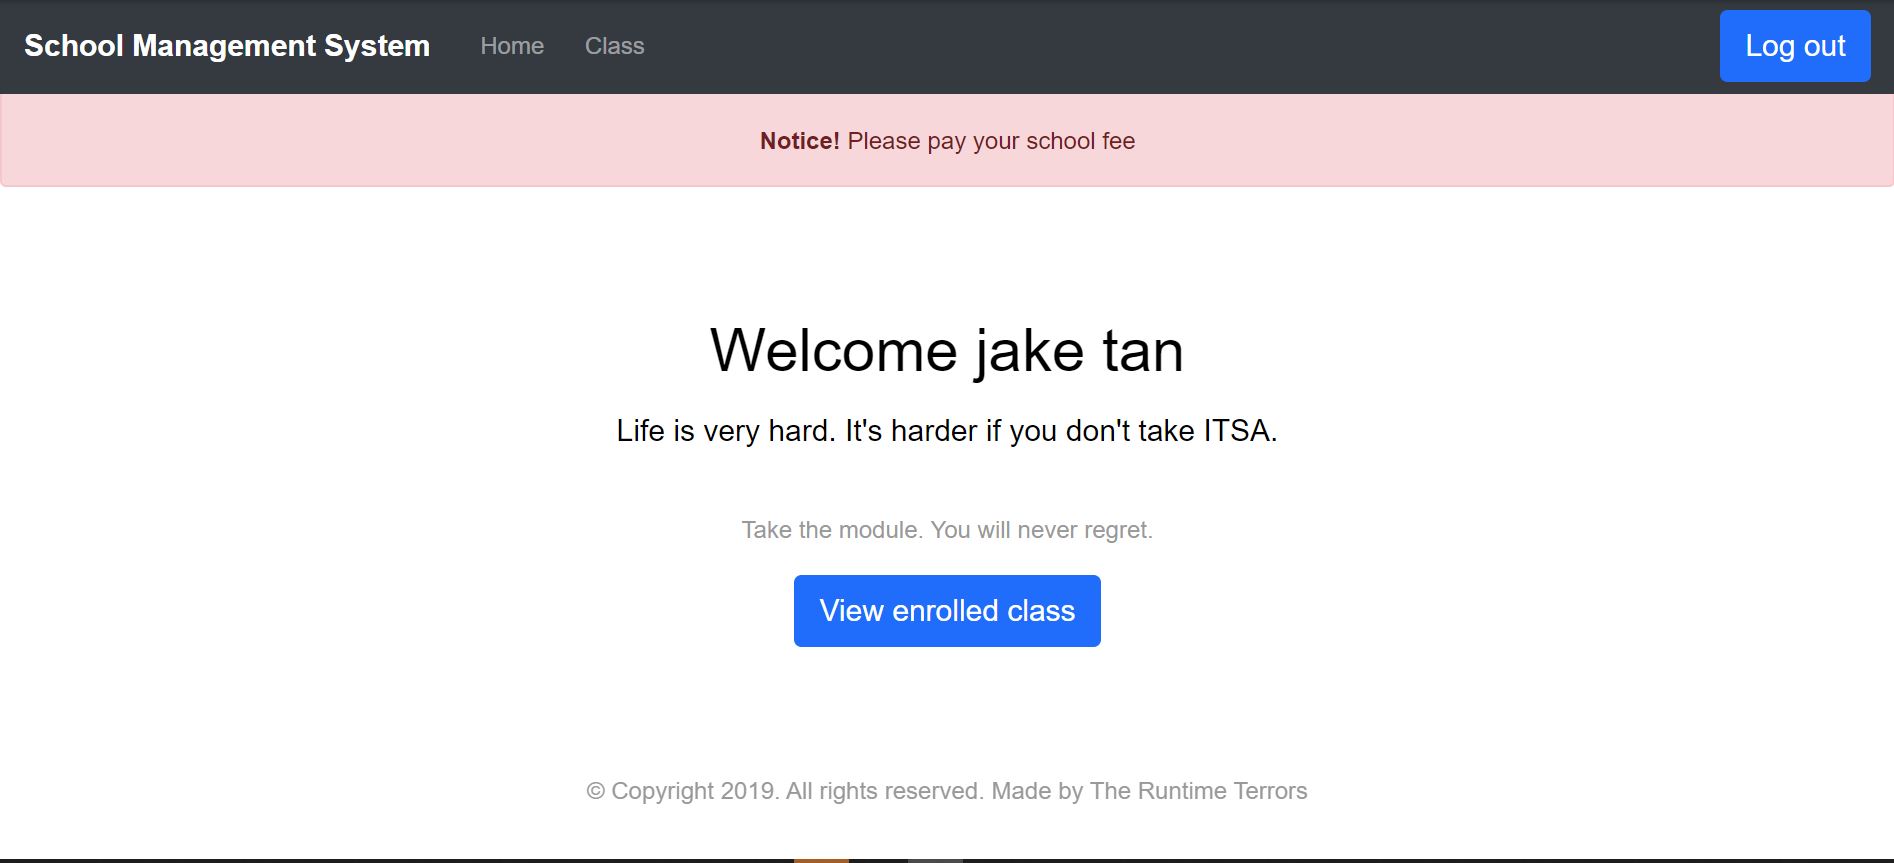 School Management System Home Class Log out
Notice! Please pay your school fee
Welcome jake tan
Life is very hard. It's harder if you don't take ITSA.
Take the module. You will never regret.
View enrolled class
© Copyright 2019. All rights reserved. Made by The Runtime Terrors